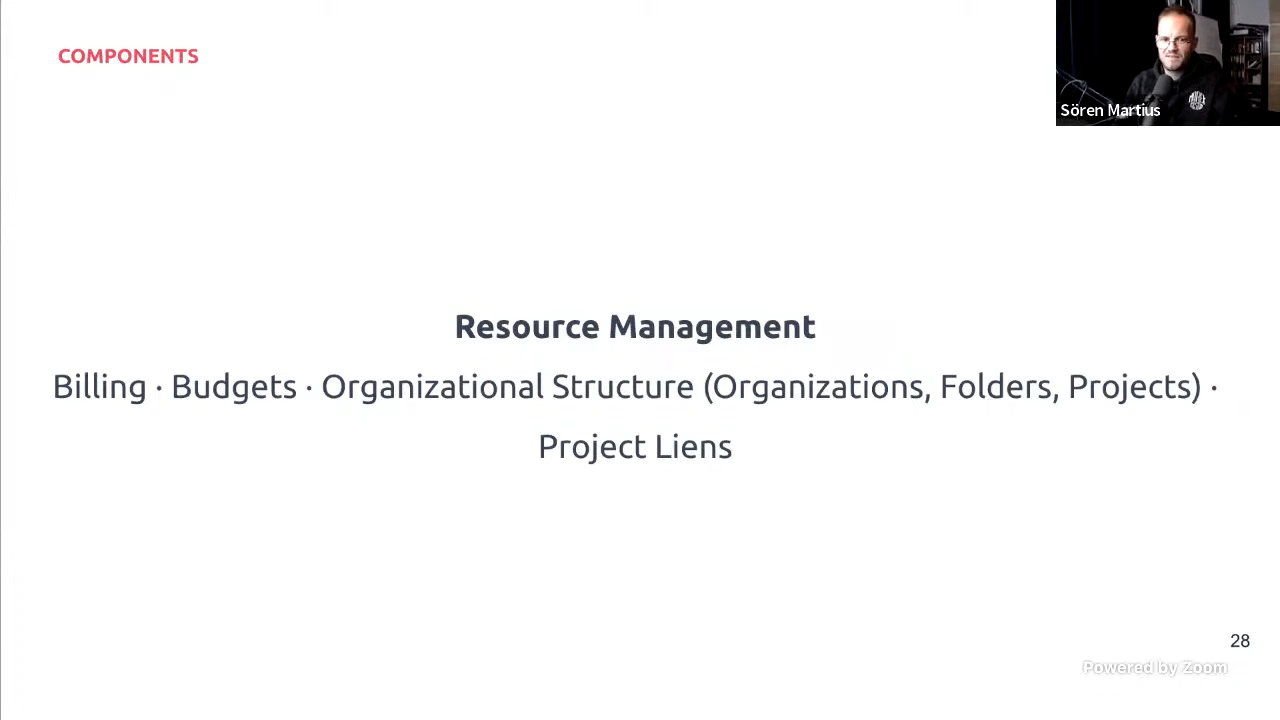 COMPONENTS
Sören Martius
Resource Management
Billing · Budgets · Organizational Structure (Organizations, Folders, Projects) ·
Project Liens
28
Powered by Zoom